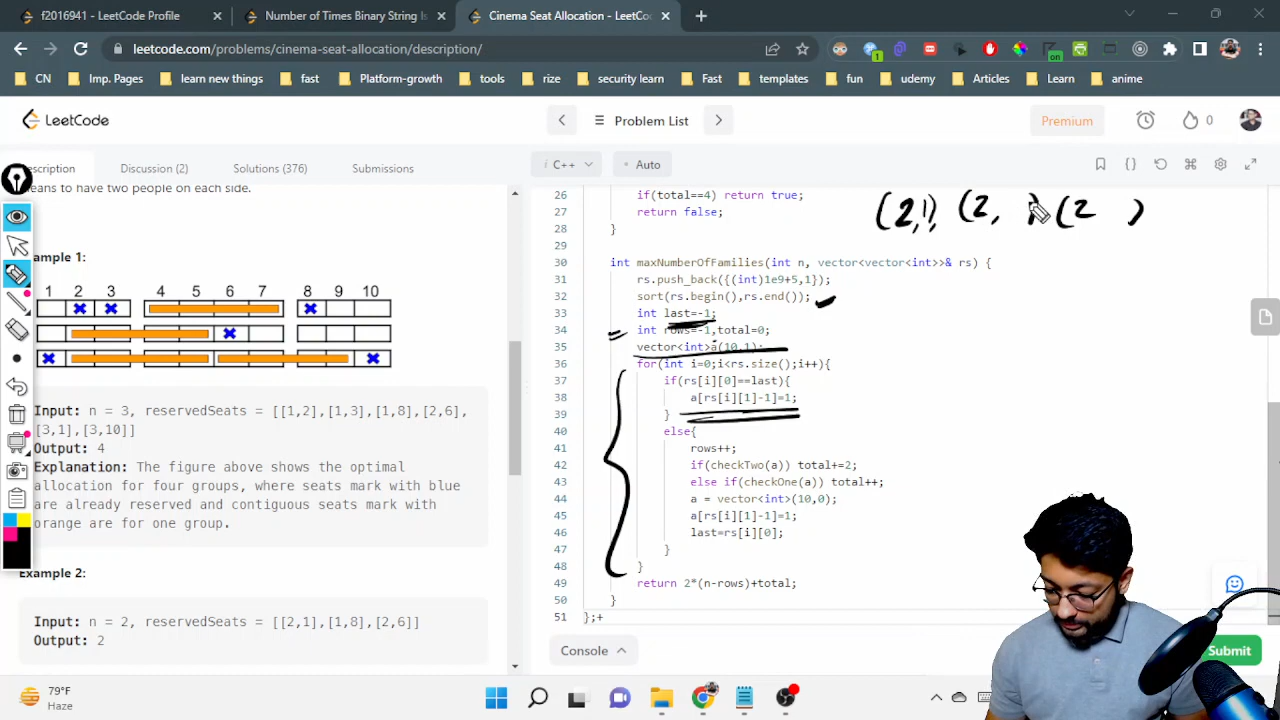 f2016941 - LeetCode Profile
Number of Times Binary String Is
Cinema Seat Allocation - LeetCo
leetcode.com/problems/cinema-seat-allocation/description/
CN
Imp. Pages
learn new things
fast
Platform-growth
tools
rise
security learn
Fast
templates
fun
udemy
Articles
Learn
anime
1
on
LeetCode
Problem List
Premium
0
escription
Discussion (2)
Solutions (376)
Submissions
means to have two people on each side.
Example 1:
1 2 3 4 5 6 7 8 9 10
Input: n = 3, reservedSeats = [[1,2],[1,3],[1,8],[2,6],
[3,1],[3,10]]
Output: 4
Explanation: The figure above shows the optimal
allocation for four groups, where seats mark with blue
are already reserved and contiguous seats mark with
orange are for one group.
Example 2:
Input: n = 2, reservedSeats = [[2,1],[1,8],[2,6]]
Output: 2
i C++
Auto
26 if(total==4) return true;
27 return false;
28 }
29
30 int maxNumberOfFamilies(int n, vector<vector<int>>& rs) {
31 rs.push_back({(int)1e9+5,1});
32 sort(rs.begin(),rs.end());
33 int last=-1;
34 int rows=-1,total=0;
35 vector<int>a(10,1);
36 for(int i=0;i<rs.size();i++){
37 if(rs[i][0]==last){
38 a[rs[i][1]-1]=1;
39 }
40 else{
41 rows++;
42 if(checkTwo(a)) total+=2;
43 else if(checkOne(a)) total++;
44 a = vector<int>(10,0);
45 a[rs[i][1]-1]=1;
46 last=rs[i][0];
47 }
48 }
49 return 2*(n-rows)+total;
50 }
51 };+
(2,1), (2, ) (2 )
Console
Submit
79°F
Haze